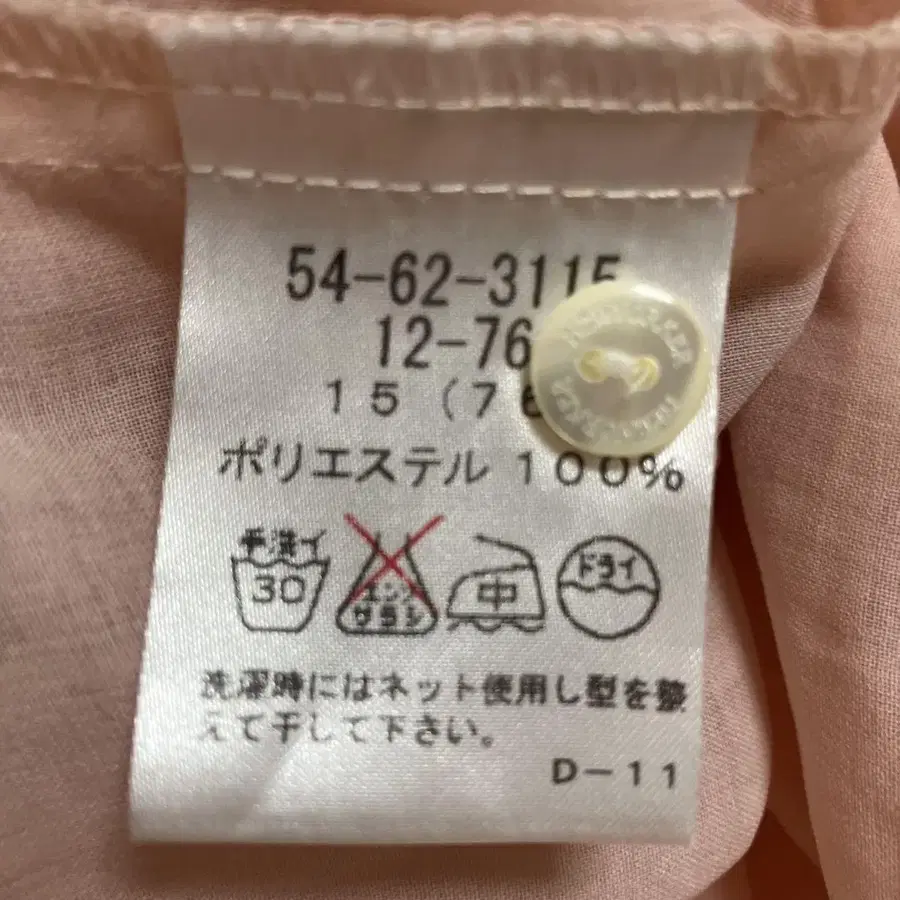 54-62-3115
12-76
15 (76
ポリエステル 100%
手洗イ
30
エンソ
サラシ
中
ドライ
洗濯時にはネット使用し型を整
えて干して下さい。
D-11